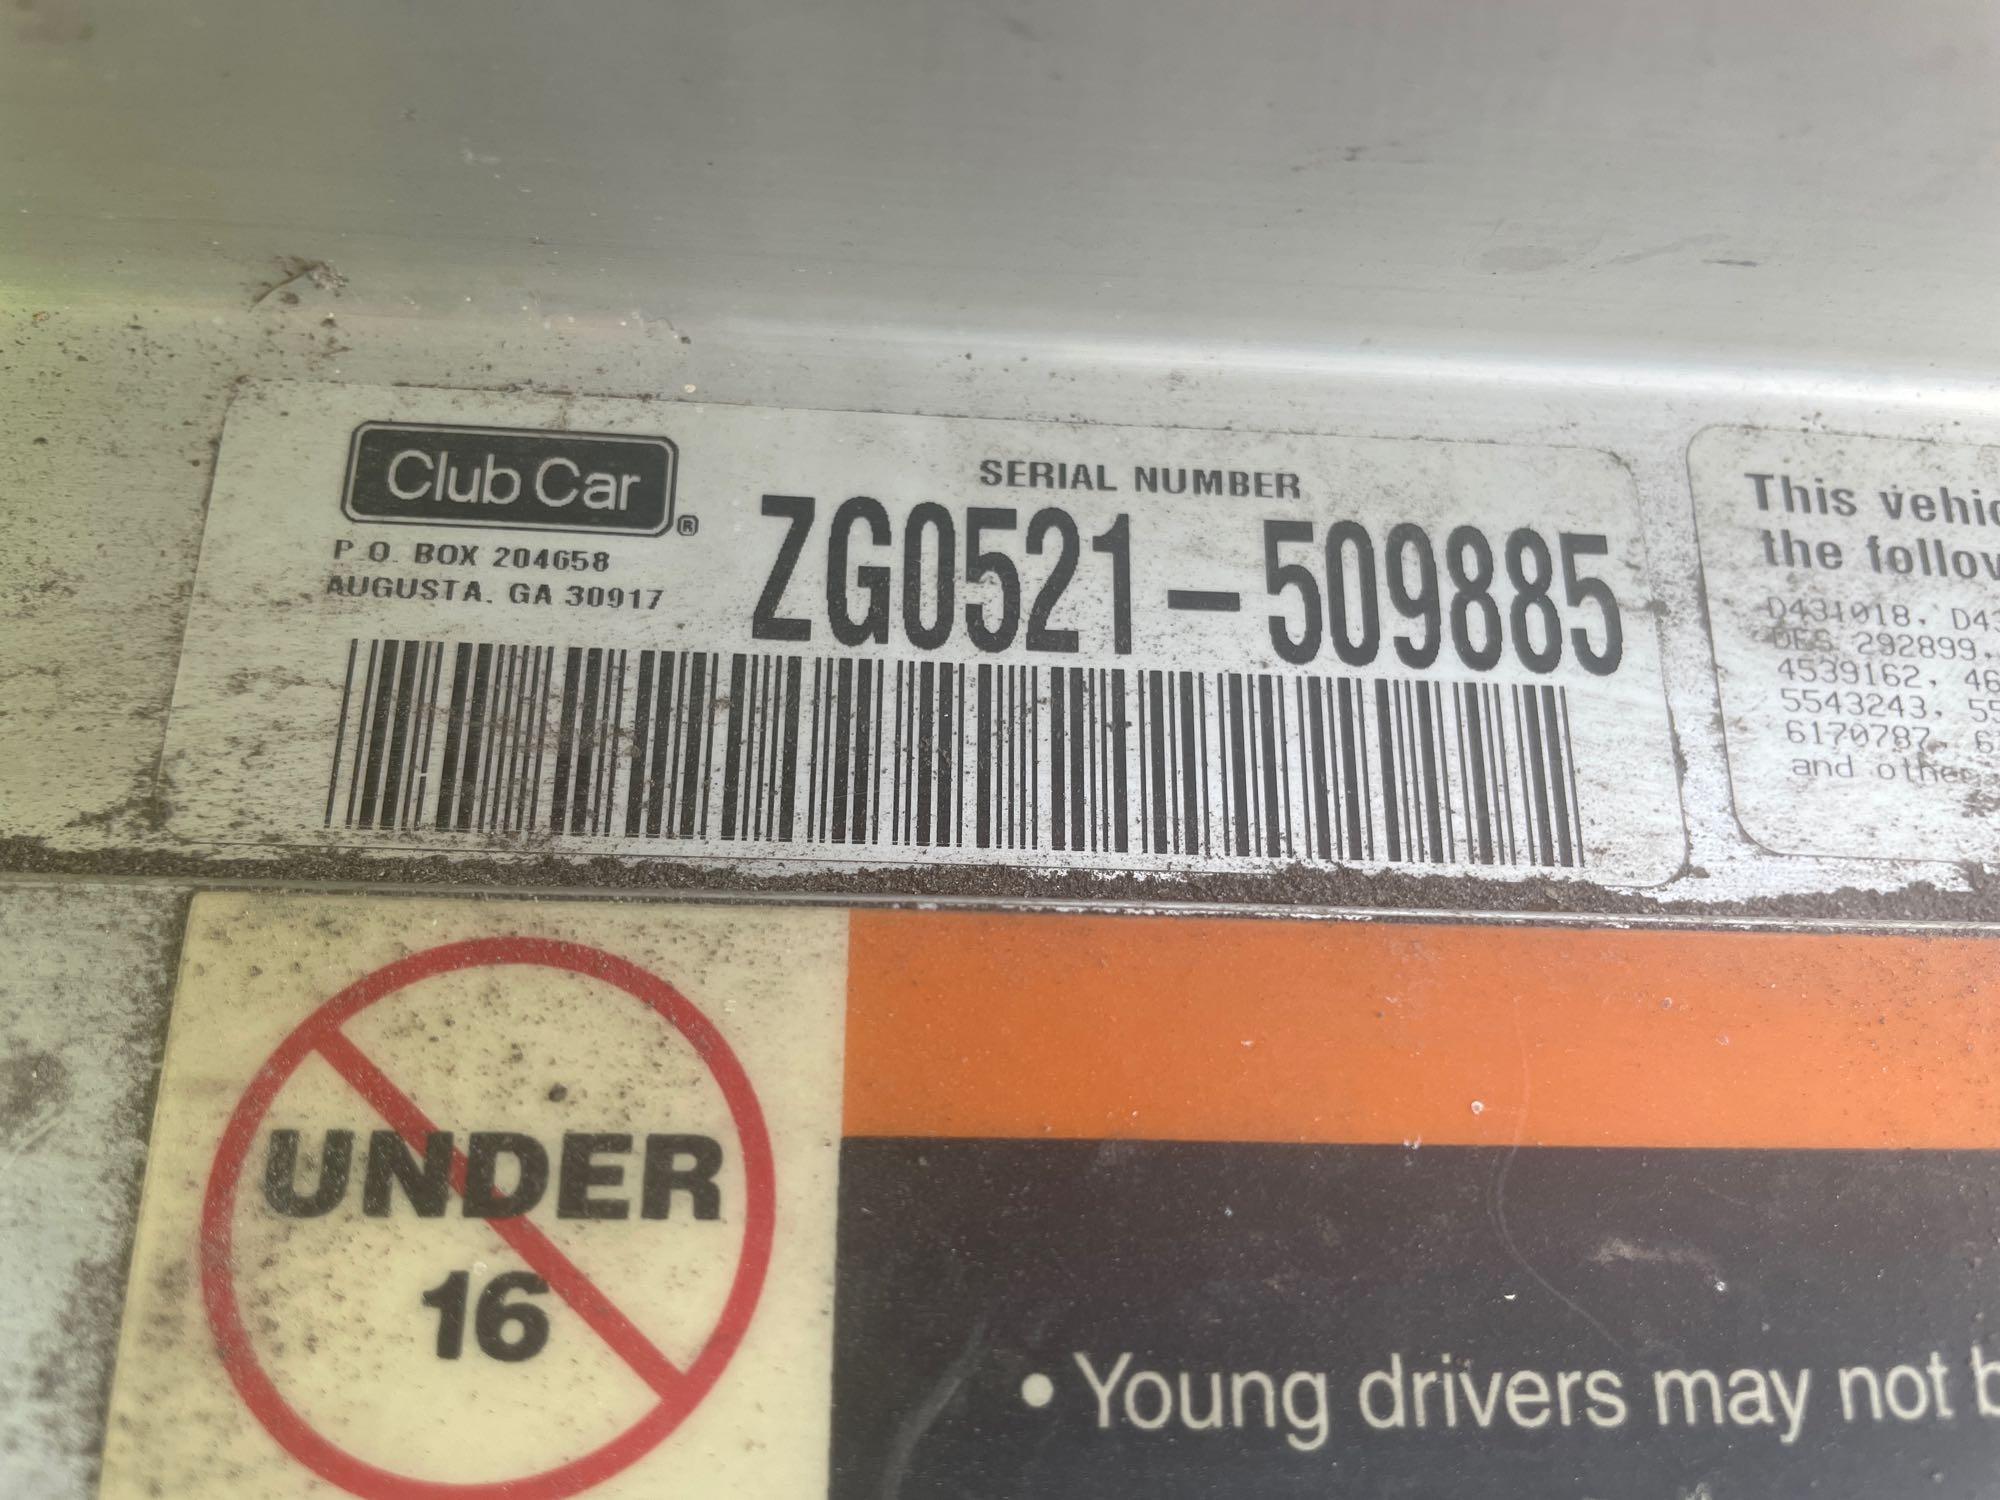 Club Car ®
P.O. BOX 204658
AUGUSTA, GA 30917
SERIAL NUMBER
ZG0521-509885
This vehic
the follow
D431018, D43
DES 292899,
4539162, 46
5543243, 55
6170787, 6
and other
UNDER
16
• Young drivers may not b